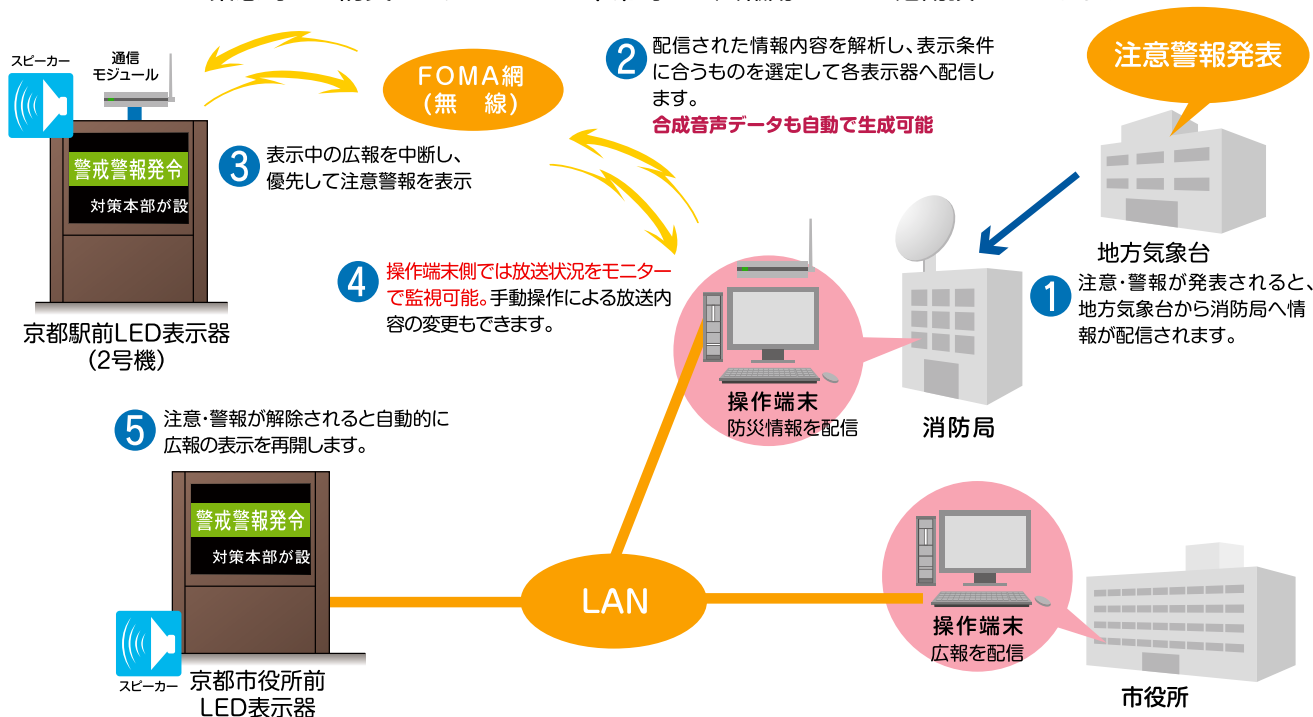 スピーカー
通信
モジュール
FOMA網
(無　線)
2
配信された情報内容を解析し、表示条件
に合うものを選定して各表示器へ配信し
ます。
合成音声データも自動で生成可能
注意警報発表
警戒警報発令
対策本部が設
3
表示中の広報を中断し、
優先して注意警報を表示
京都駅前LED表示器
(2号機)
4
操作端末側では放送状況をモニター
で監視可能。手動操作による放送内
容の変更もできます。
地方気象台
1
注意・警報が発表されると、
地方気象台から消防局へ情
報が配信されます。
操作端末
防災情報を配信
消防局
5
注意・警報が解除されると自動的に
広報の表示を再開します。
警戒警報発令
対策本部が設
スピーカー
京都市役所前
LED表示器
LAN
操作端末
広報を配信
市役所